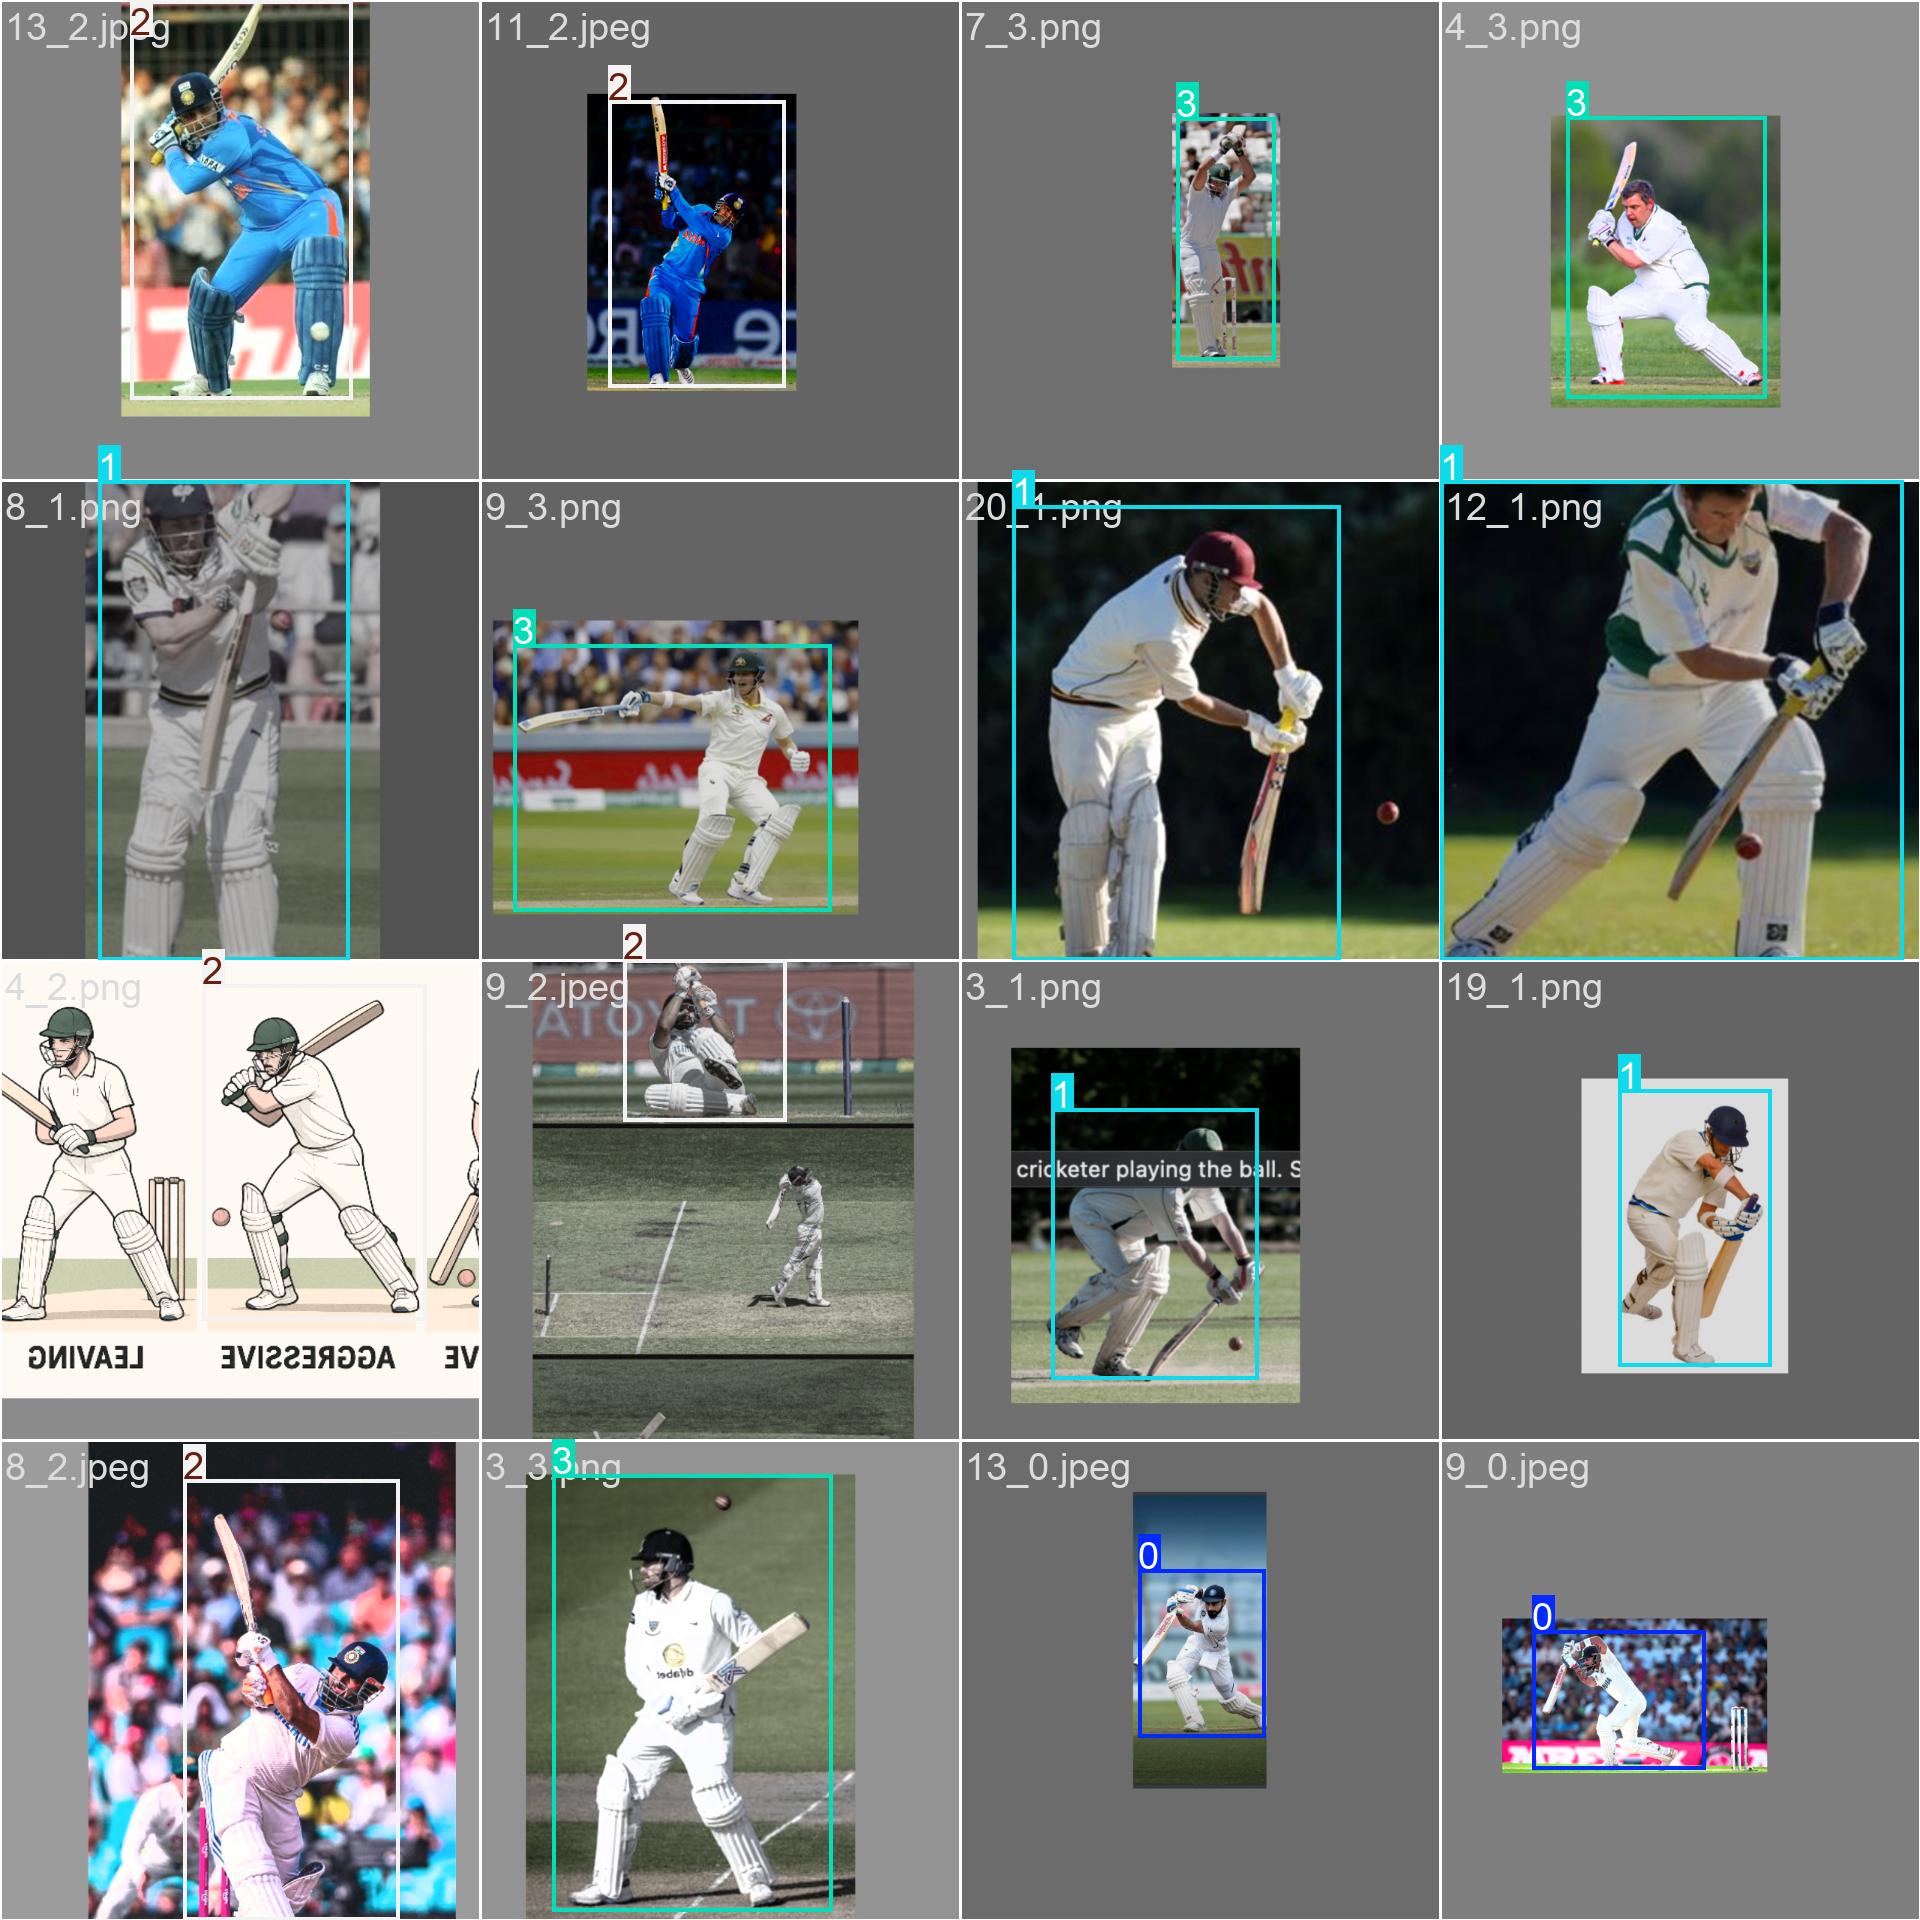 13_2.jpeg
2
11_2.jpeg
2
7_3.png
3
4_3.png
3
8_1.png
1
9_3.png
3
20_1.png
1
12_1.png
1
4_2.png
2
LEAVING
AGGRESSIVE
VE
9_2.jpeg
2
TOYOTA
3_1.png
1
cricketer playing the ball. S
19_1.png
1
8_2.jpeg
2
3_3.png
3
13_0.jpeg
0
9_0.jpeg
0